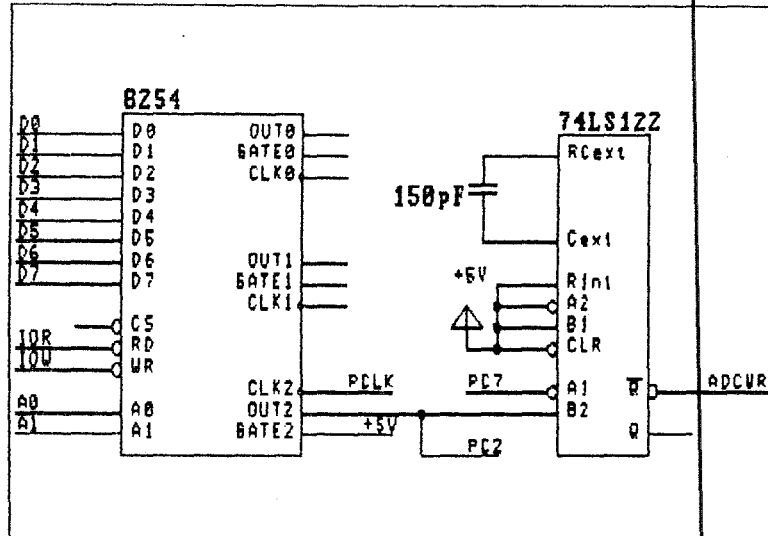 8254
D0 D0 OUT0
D1 D1 GATE0
D2 D2 CLK0
D3 D3
D4 D4
D5 D5 OUT1
D6 D6 GATE1
D7 D7 CLK1
CS
IOR RD
IOW WR
CLK2 PCLK
A0 A0 OUT2
A1 A1 GATE2 +5V
PC2
74LS122
RCext
150pF
Cext
+5V
Rint
A2
B1
CLR
PC7 A1 Q ADCWR
B2
Q